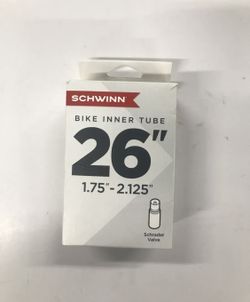 SCHWINN
BIKE INNER TUBE
26"
1.75"-2.125"
Schrader
Valve